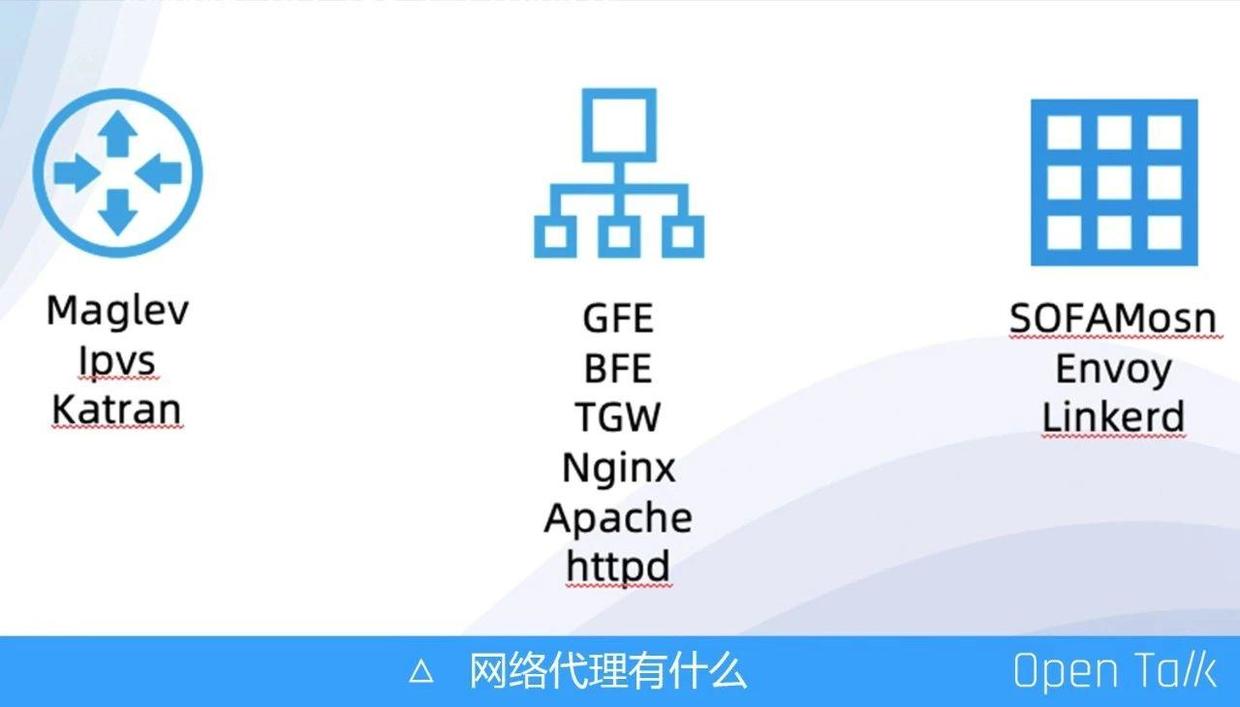 Maglev
Ipvs
Katran
GFE
BFE
TGW
Nginx
Apache
httpd
SOFAMosn
Envoy
Linkerd
△ 网络代理有什么
Open Talk